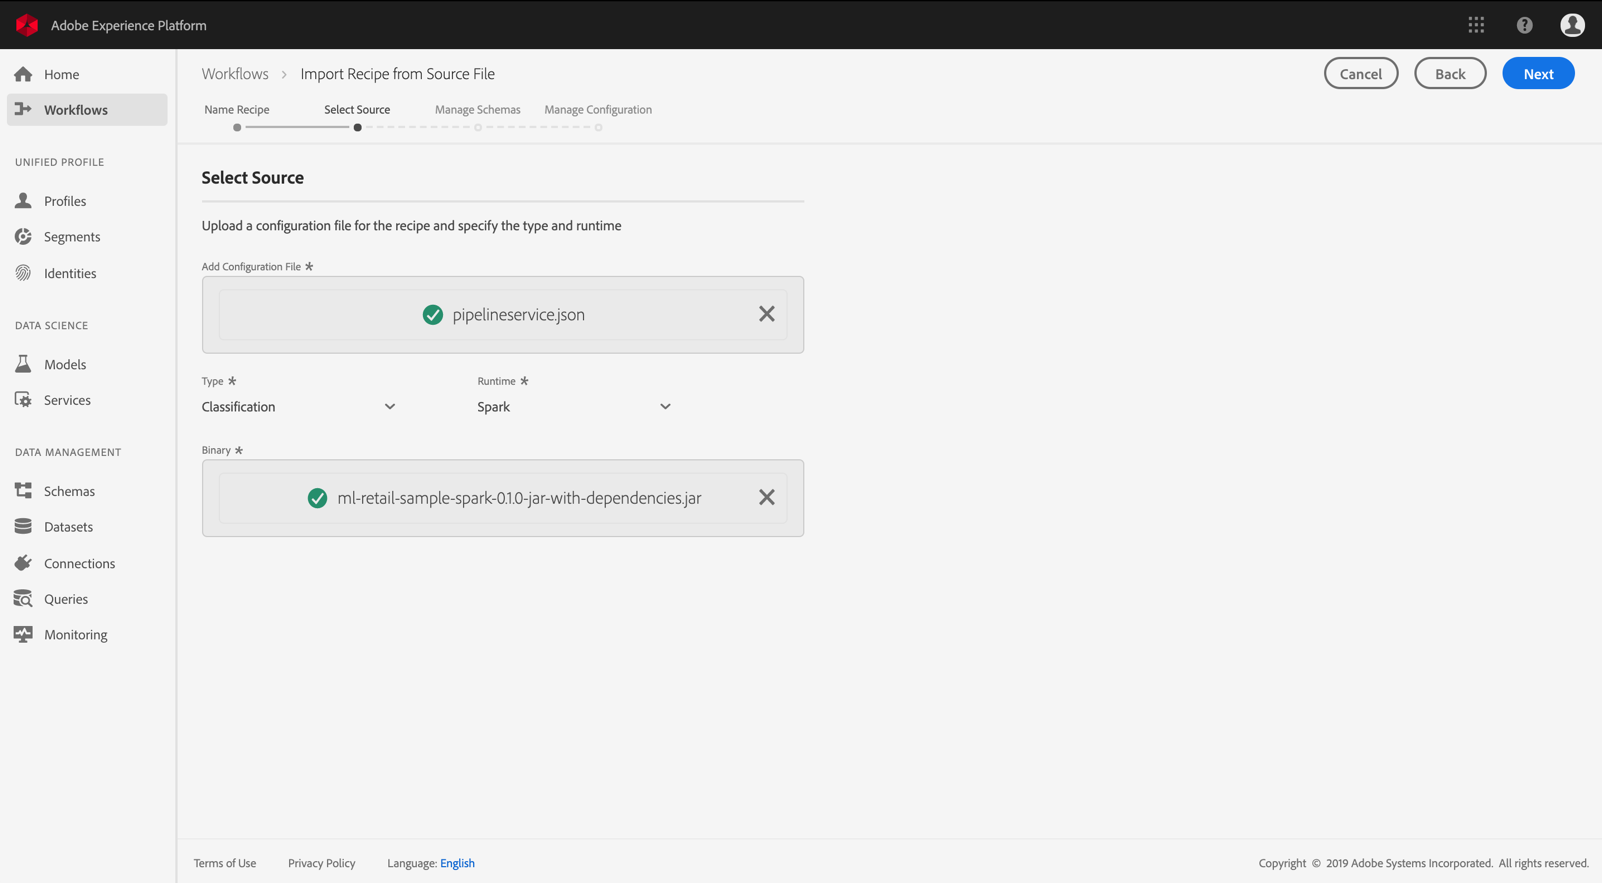 Adobe Experience Platform
Home
Workflows
UNIFIED PROFILE
Profiles
Segments
Identities
DATA SCIENCE
Models
Services
DATA MANAGEMENT
Schemas
Datasets
Connections
Queries
Monitoring
Workflows > Import Recipe from Source File
Cancel
Back
Next
Name Recipe
Select Source
Manage Schemas
Manage Configuration
Select Source
Upload a configuration file for the recipe and specify the type and runtime
Add Configuration File *
pipelineservice.json
Type *
Runtime *
Classification
Spark
Binary *
ml-retail-sample-spark-0.1.0-jar-with-dependencies.jar
Terms of Use
Privacy Policy
Language: English
Copyright © 2019 Adobe Systems Incorporated. All rights reserved.